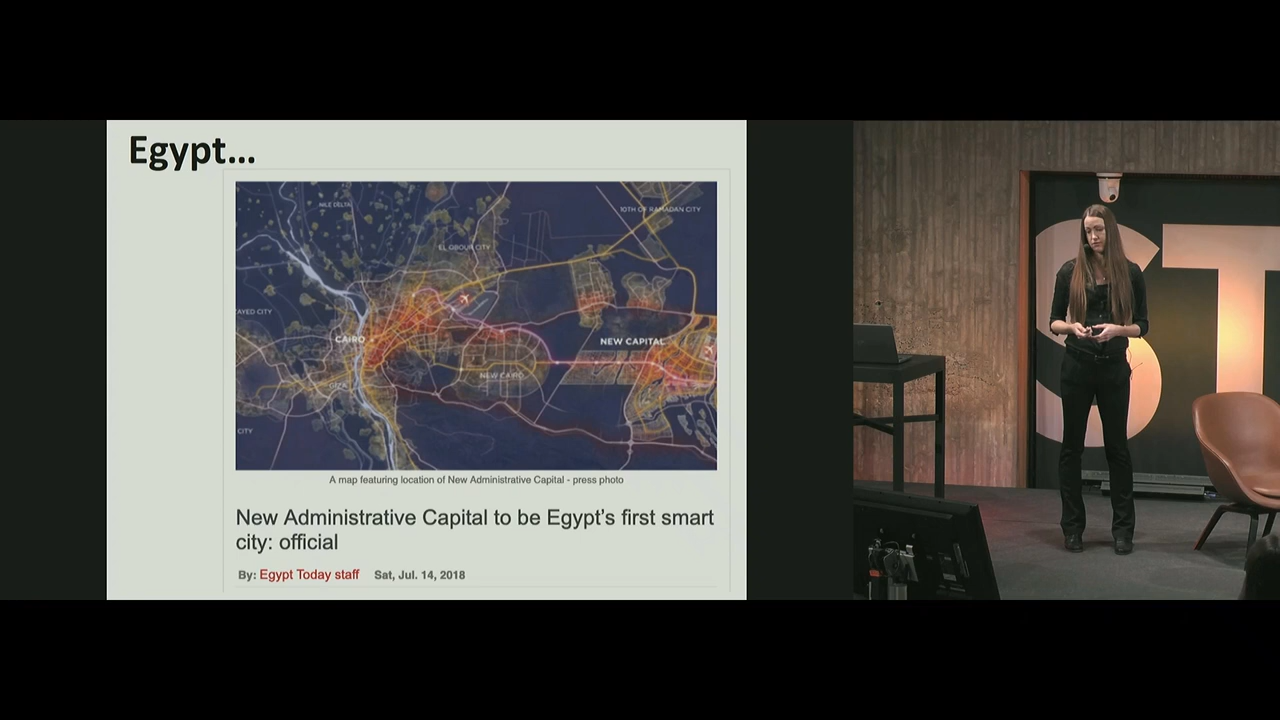 Egypt...
NILE DELTA
10TH OF RAMADAN CITY
EL OBOUR CITY
AYED CITY
CAIRO
NEW CAPITAL
GIZA
NEW CAIRO
CITY
A map featuring location of New Administrative Capital - press photo
New Administrative Capital to be Egypt's first smart
city: official
By: Egypt Today staff Sat, Jul. 14, 2018
ST